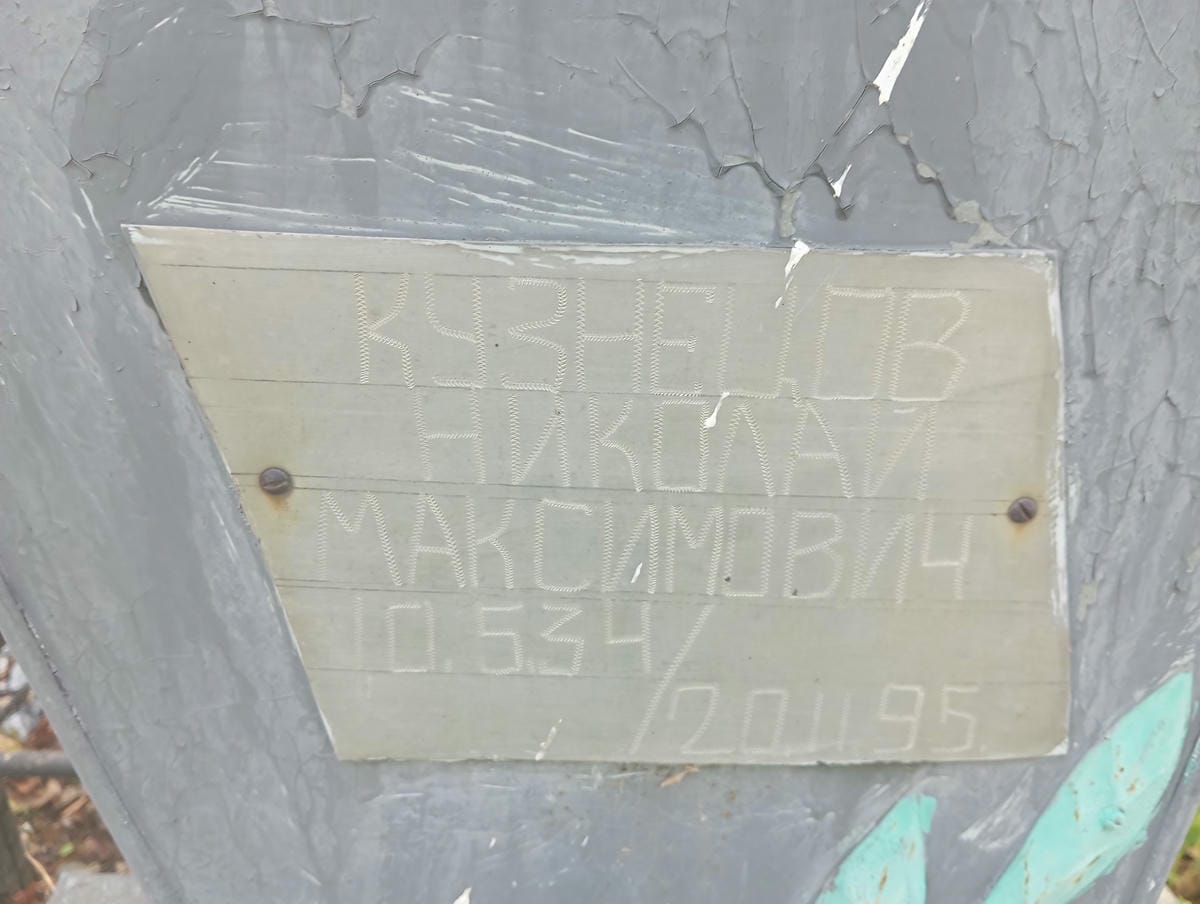 КУЗНЕЦОВ
НИКОЛАЙ
МАКСИМОВИЧ
10.5.34/
20.11.95.